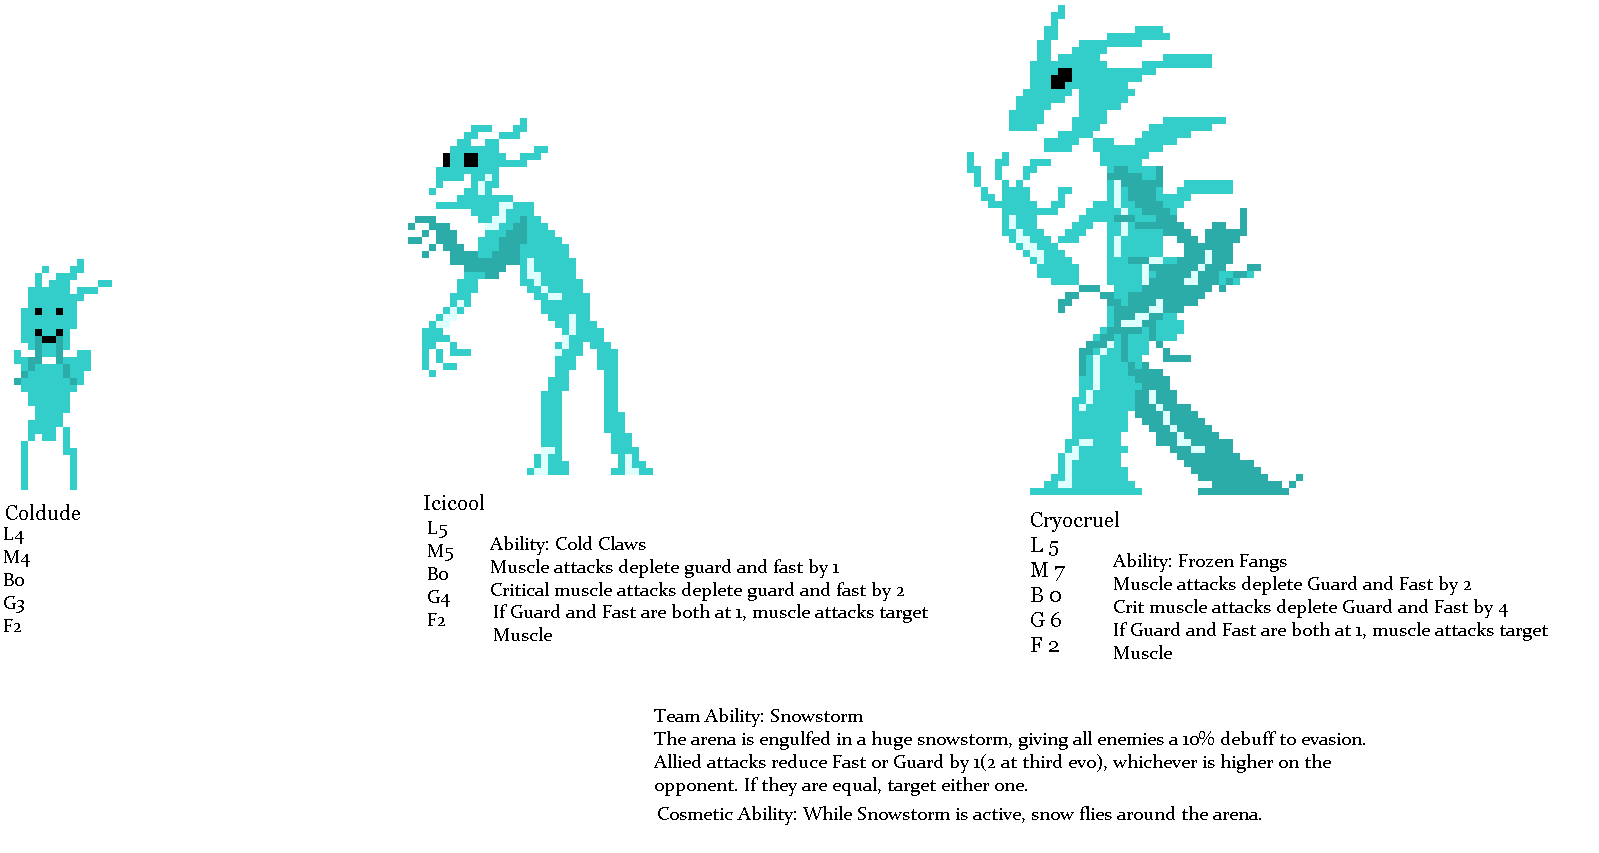 Coldude
L4
M4
B0
G3
F2
Icicool
L5
M5
B0
G4
F2
Ability: Cold Claws
Muscle attacks deplete guard and fast by 1
Critical muscle attacks deplete guard and fast by 2
If Guard and Fast are both at 1, muscle attacks target
Muscle
Cryocruel
L 5
M 7
B 0
G 6
F 2
Ability: Frozen Fangs
Muscle attacks deplete Guard and Fast by 2
Crit muscle attacks deplete Guard and Fast by 4
If Guard and Fast are both at 1, muscle attacks target
Muscle
Team Ability: Snowstorm
The arena is engulfed in a huge snowstorm, giving all enemies a 10% debuff to evasion.
Allied attacks reduce Fast or Guard by 1(2 at third evo), whichever is higher on the
opponent. If they are equal, target either one.
Cosmetic Ability: While Snowstorm is active, snow flies around the arena.